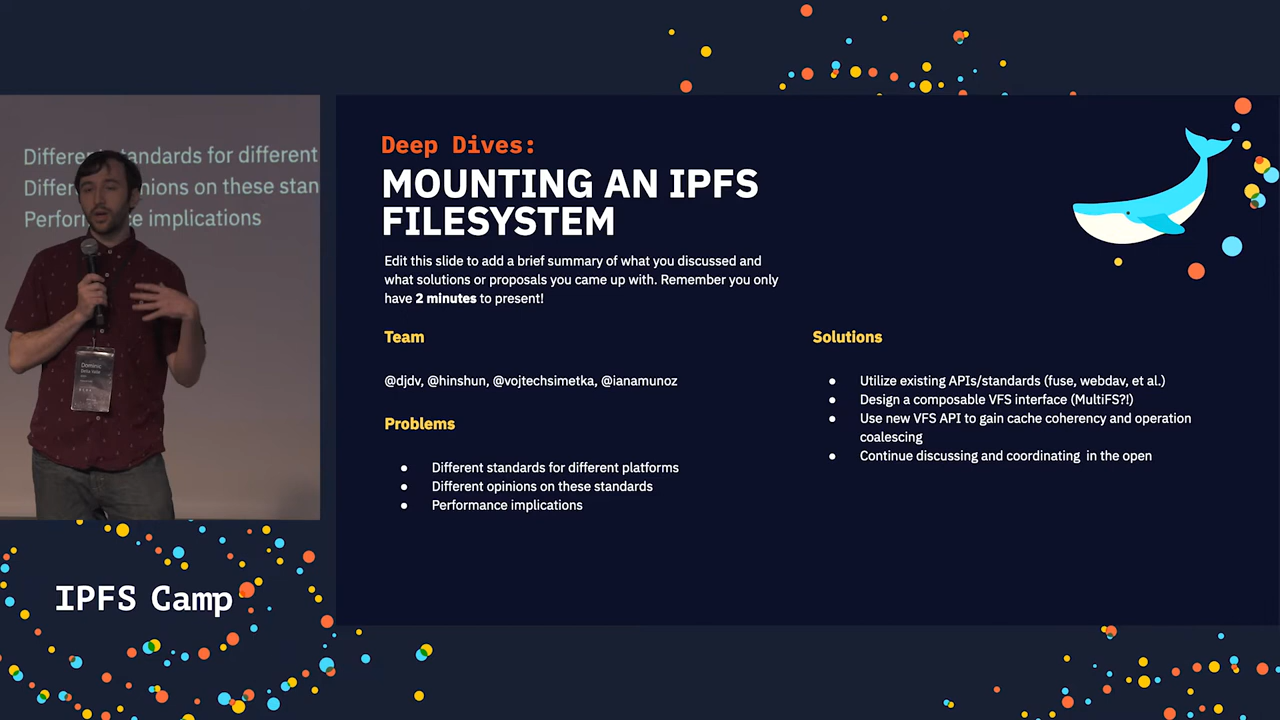 Different standards for different
Different opinions on these stan
Performance implications
Dominic
Della Valle
IPFS Camp
Deep Dives:
MOUNTING AN IPFS
FILESYSTEM
Edit this slide to add a brief summary of what you discussed and
what solutions or proposals you came up with. Remember you only
have 2 minutes to present!
Team
@djdv, @hinshun, @vojtechsimetka, @ianamunoz
Problems
● Different standards for different platforms
● Different opinions on these standards
● Performance implications
Solutions
● Utilize existing APIs/standards (fuse, webdav, et al.)
● Design a composable VFS interface (MultiFS?!)
● Use new VFS API to gain cache coherency and operation
coalescing
● Continue discussing and coordinating in the open